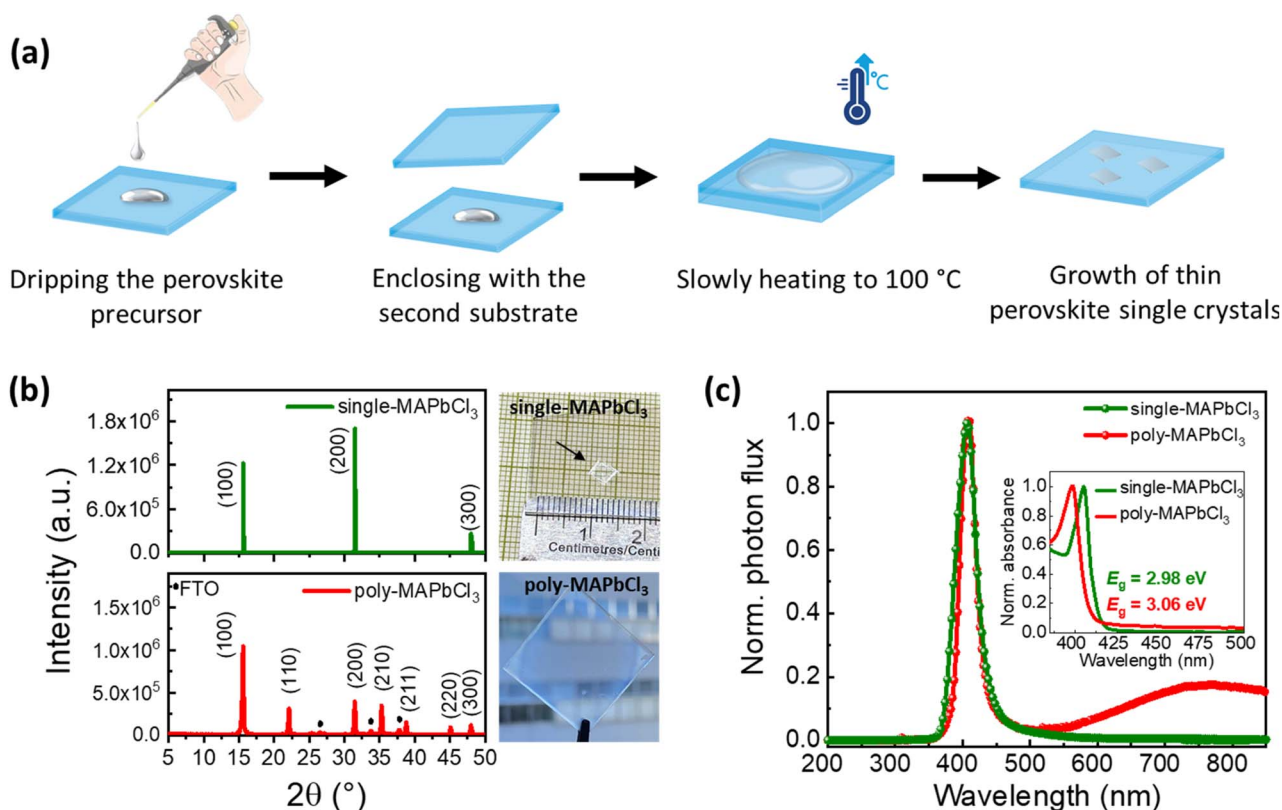 (a)
°C
Dripping the perovskite
precursor
Enclosing with the
second substrate
Slowly heating to 100 °C
Growth of thin
perovskite single crystals
(b)
Intensity (a.u.)
1.8x10⁶
1.2x10⁶
6.0x10⁵
0.0
single-MAPbCl₃
(100)
(200)
(300)
1.5x10⁶
1.0x10⁶
5.0x10⁵
0.0
FTO
poly-MAPbCl₃
(100)
(110)
(200)
(210)
(211)
(220)
(300)
5 10 15 20 25 30 35 40 45 50
2θ (°)
single-MAPbCl₃
1 2
Centimetres/Centi
poly-MAPbCl₃
(c)
Norm. photon flux
1.0
0.8
0.6
0.4
0.2
0.0
single-MAPbCl₃
poly-MAPbCl₃
Norm. absorbance
1.0
0.8
0.6
0.4
0.2
0.0
single-MAPbCl₃
poly-MAPbCl₃
Eg = 2.98 eV
Eg = 3.06 eV
400 425 450 475 500
Wavelength (nm)
200 300 400 500 600 700 800
Wavelength (nm)